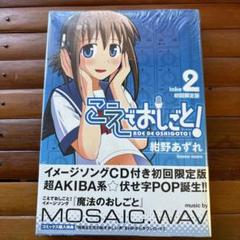 take 2
初回限定版
こえでおしごと!
KOE DE OSHIGOTO!
紺野あずれ
イメージソングCD付き初回限定版
超AKIBA系☆伏せ字POP誕生!!
こえでおしごと!
イメージソング
「魔法のおしごと」
music by
MOSAIC.WAV